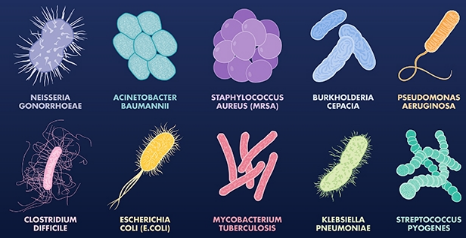 NEISSERIA
GONORRHOEAE
ACINETOBACTER
BAUMANNII
STAPHYLOCOCCUS
AUREUS (MRSA)
BURKHOLDERIA
CEPACIA
PSEUDOMONAS
AERUGINOSA
CLOSTRIDIUM
DIFFICILE
ESCHERICHIA
COLI (E.COLI)
MYCOBACTERIUM
TUBERCULOSIS
KLEBSIELLA
PNEUMONIAE
STREPTOCOCCUS
PYOGENES